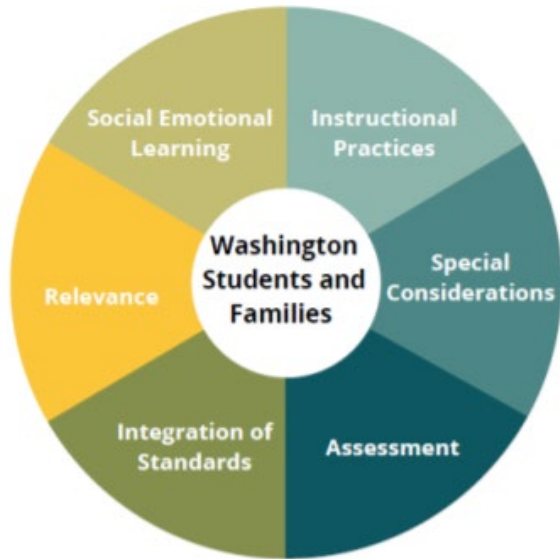 Social Emotional
Learning
Instructional
Practices
Washington
Students and
Families
Special
Considerations
Relevance
Integration of
Standards
Assessment